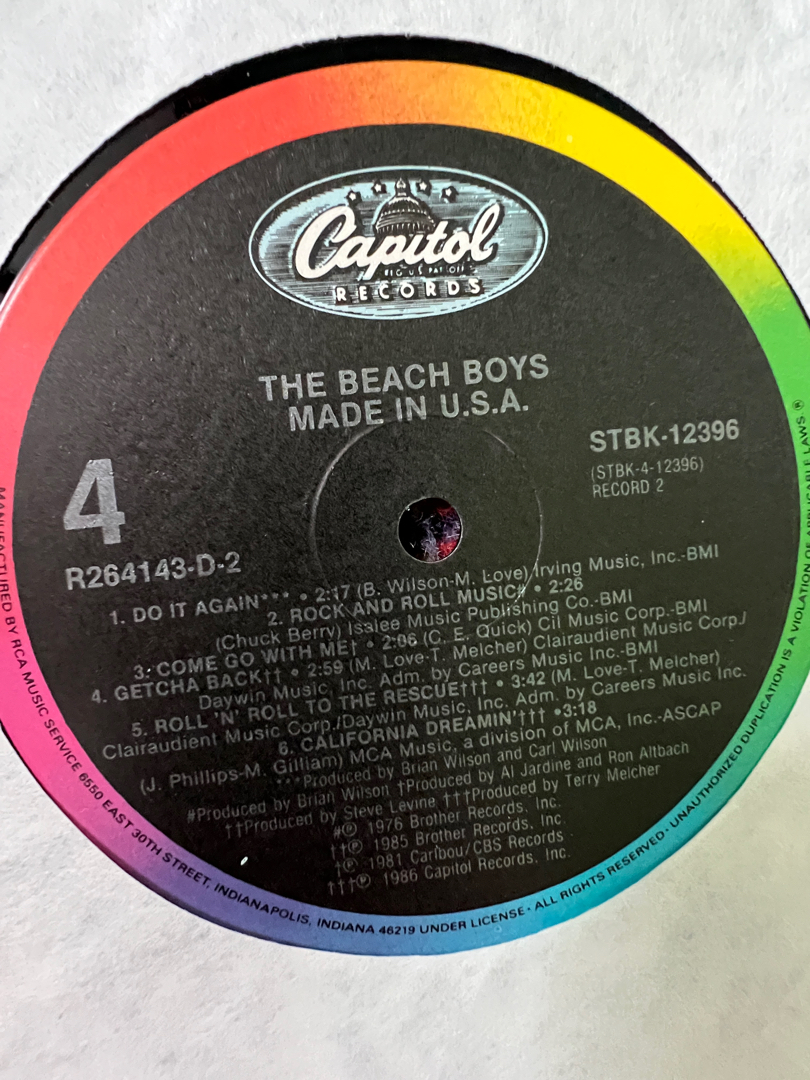 Capitol
REG. U.S. PAT. OFF.
RECORDS
THE BEACH BOYS
MADE IN U.S.A.
STBK-12396
(STBK-4-12396)
RECORD 2
4
R264143-D-2
1. DO IT AGAIN*** • 2:17 (B. Wilson-M. Love) Irving Music, Inc.-BMI
2. ROCK AND ROLL MUSIC# • 2:26
(Chuck Berry) Isalee Music Publishing Co.-BMI
3. COME GO WITH ME† • 2:06 (C. E. Quick) Cil Music Corp.-BMI
4. GETCHA BACK†† • 2:59 (M. Love-T. Melcher) Clairaudient Music Corp./
Daywin Music, Inc. Adm. by Careers Music Inc.-BMI
5. ROLL 'N' ROLL TO THE RESCUE††† • 3:42 (M. Love-T. Melcher)
Clairaudient Music Corp./Daywin Music, Inc. Adm. by Careers Music Inc.
6. CALIFORNIA DREAMIN'††† •3:18
(J. Phillips-M. Gilliam) MCA Music, a division of MCA, Inc.-ASCAP
***Produced by Brian Wilson and Carl Wilson
#Produced by Brian Wilson †Produced by Al Jardine and Ron Altbach
††Produced by Steve Levine †††Produced by Terry Melcher
#℗ 1976 Brother Records, Inc.
††℗ 1985 Brother Records, Inc.
†℗ 1981 Caribou/CBS Records
†††℗ 1986 Capitol Records, Inc.
MANUFACTURED BY RCA MUSIC SERVICE 6550 EAST 30TH STREET, INDIANAPOLIS, INDIANA 46219 UNDER LICENSE • ALL RIGHTS RESERVED • UNAUTHORIZED DUPLICATION IS A VIOLATION OF APPLICABLE LAWS ®